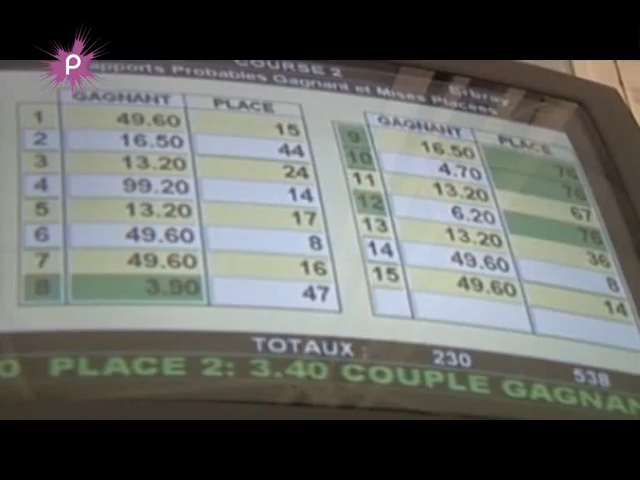 P
COURSE 2
Rapports Probables Gagnant et Mises Placées
Erbray
GAGNANT PLACE
1 49.60 15
2 16.50 44
3 13.20 24
4 99.20 14
5 13.20 17
6 49.60 8
7 49.60 16
8 3.90 47
GAGNANT PLACE
9 16.50
10 4.70
11 13.20 67
12 6.20
13 13.20 36
14 49.60 8
15 49.60 14
TOTAUX : 230 538
0 PLACE 2: 3.40 COUPLE GAGNAN